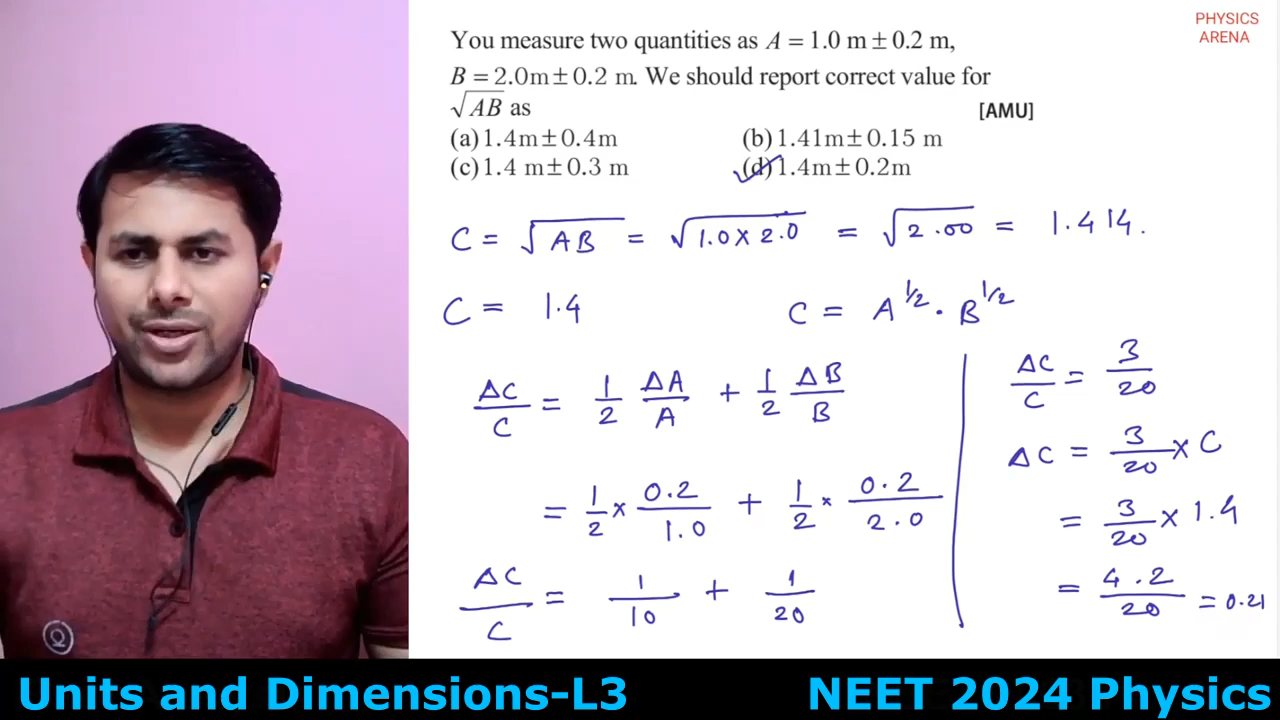 PHYSICS
ARENA
You measure two quantities as A = 1.0 m ± 0.2 m,
B = 2.0m ± 0.2 m. We should report correct value for
√AB as
[AMU]
(a) 1.4m ± 0.4m (b) 1.41m ± 0.15 m
(c) 1.4 m ± 0.3 m (d) 1.4m ± 0.2m
C = √AB = √1.0 × 2.0 = √2.00 = 1.414.
C = 1.4 C = A^1/2 · B^1/2
ΔC/C = 1/2 ΔA/A + 1/2 ΔB/B
= 1/2 × 0.2/1.0 + 1/2 × 0.2/2.0
ΔC/C = 1/10 + 1/20
ΔC/C = 3/20
ΔC = 3/20 × C
= 3/20 × 1.4
= 4.2/20 = 0.21
Units and Dimensions-L3 NEET 2024 Physics